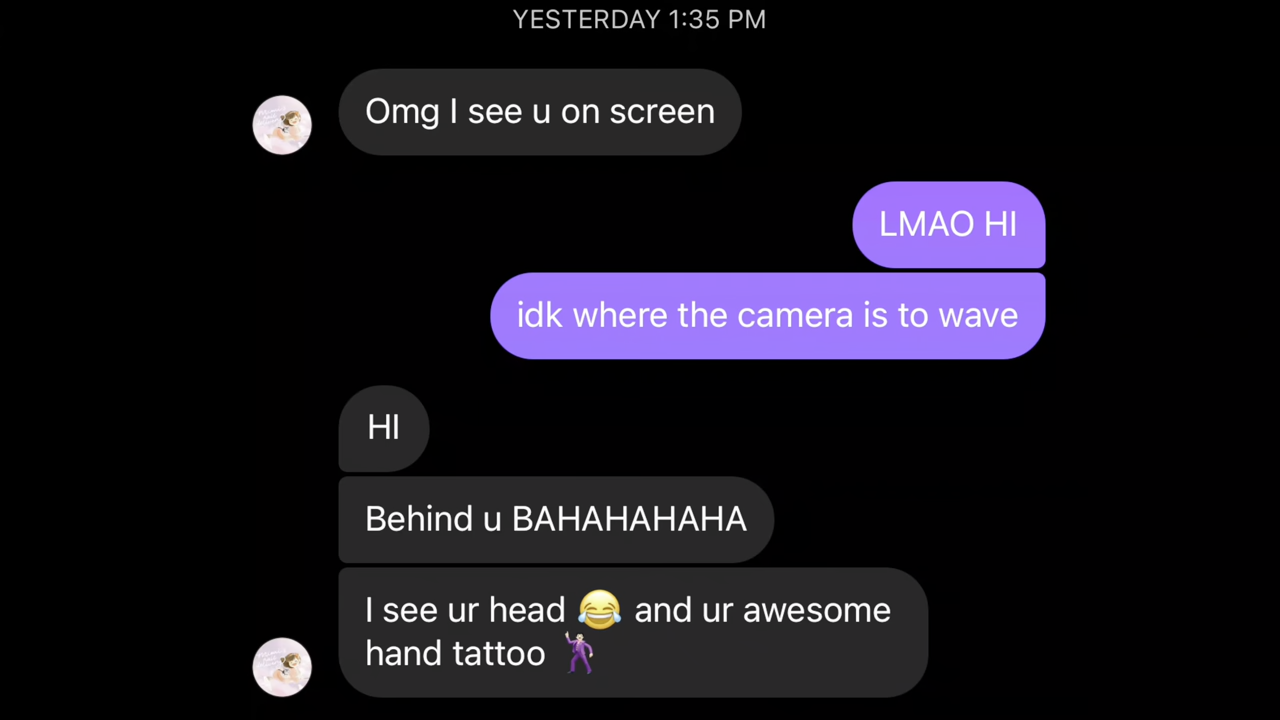 YESTERDAY 1:35 PM
Omg I see u on screen
LMAO HI
idk where the camera is to wave
HI
Behind u BAHAHAHAHA
I see ur head 😂 and ur awesome
hand tattoo 🕺